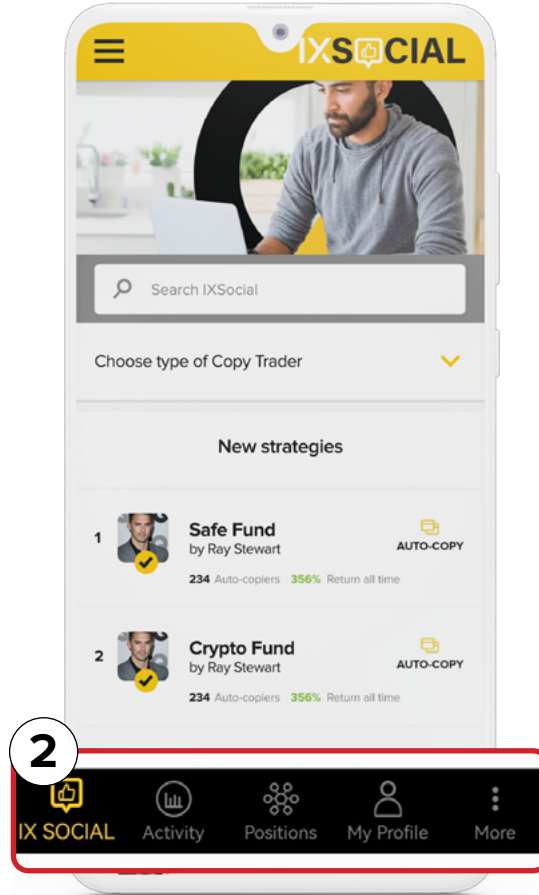 IXSOCIAL
Search IXSocial
Choose type of Copy Trader
New strategies
1
Safe Fund
by Ray Stewart
AUTO-COPY
234 Auto-copiers 356% Return all time
2
Crypto Fund
by Ray Stewart
AUTO-COPY
234 Auto-copiers 356% Return all time
2
IX SOCIAL Activity Positions My Profile More